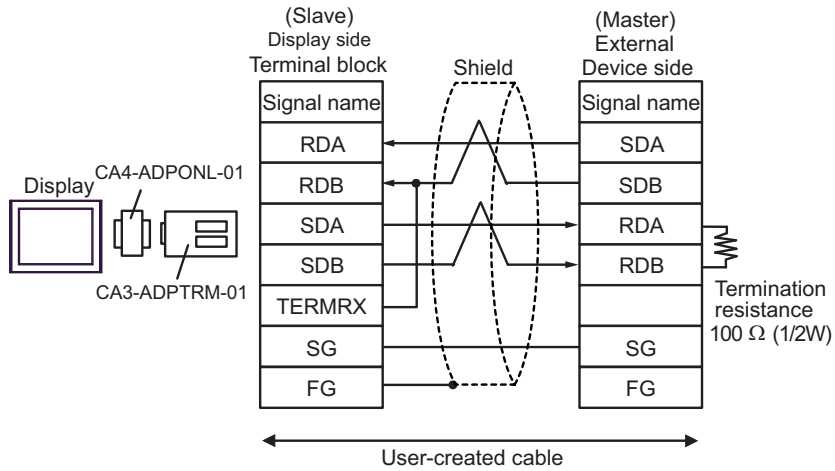 (Slave)
Display side
Terminal block
Shield
(Master)
External
Device side
Signal name
RDA
RDB
SDA
SDB
TERMRX
SG
FG
Signal name
SDA
SDB
RDA
RDB
SG
FG
Display
CA4-ADPONL-01
CA3-ADPTRM-01
Termination
resistance
100 Ω (1/2W)
User-created cable